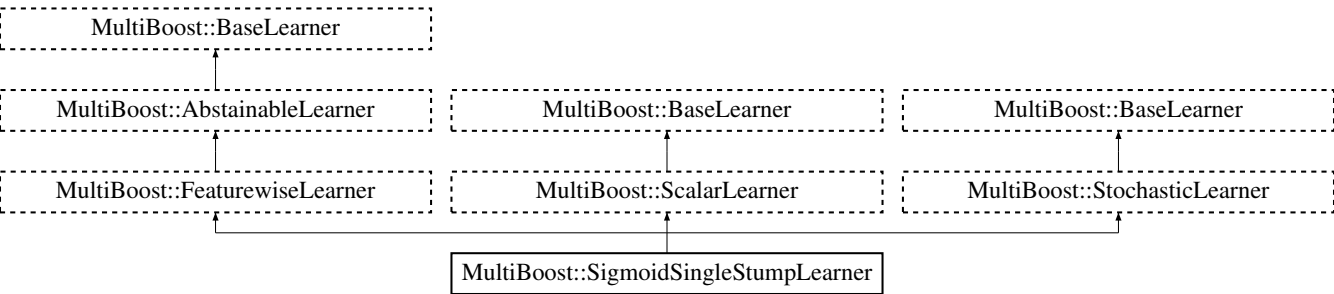 MultiBoost::BaseLearner
MultiBoost::AbstainableLearner
MultiBoost::BaseLearner
MultiBoost::BaseLearner
MultiBoost::FeaturewiseLearner
MultiBoost::ScalarLearner
MultiBoost::StochasticLearner
MultiBoost::SigmoidSingleStumpLearner